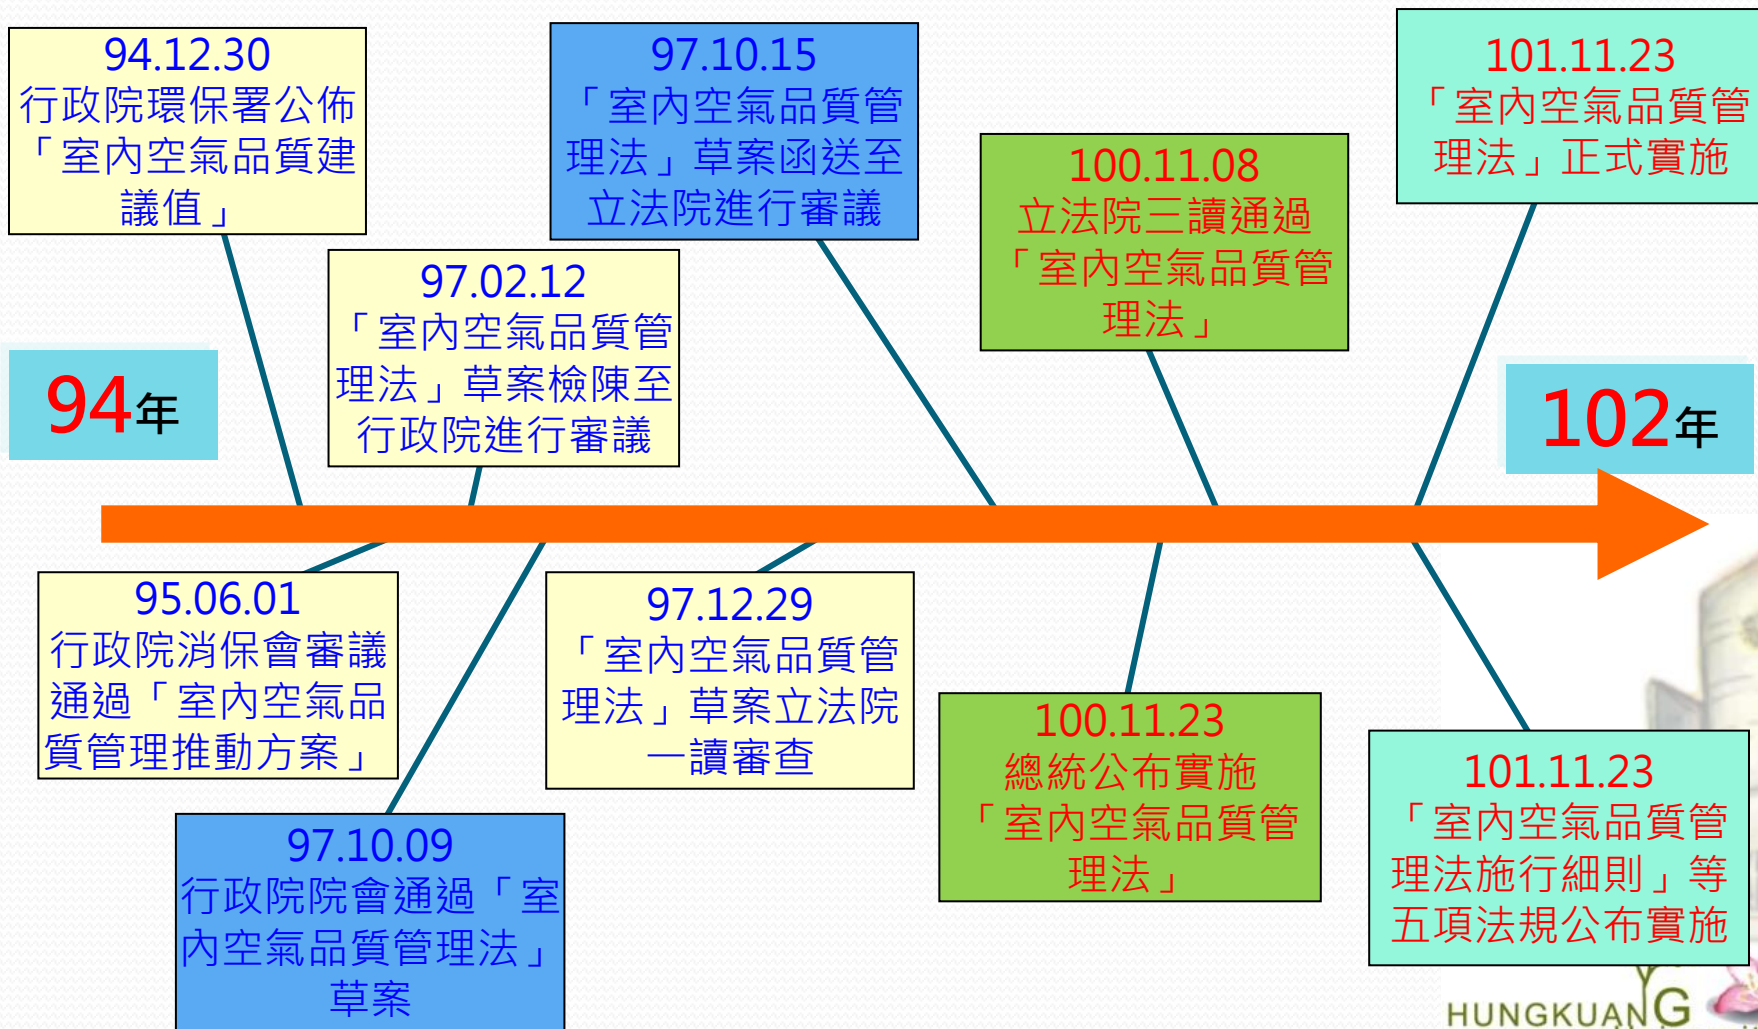 94.12.30
行政院環保署公佈
「室內空氣品質建
議值」
97.10.15
「室內空氣品質管
理法」草案函送至
立法院進行審議
101.11.23
「室內空氣品質管
理法」正式實施
100.11.08
立法院三讀通過
「室內空氣品質管
理法」
97.02.12
「室內空氣品質管
理法」草案檢陳至
行政院進行審議
94年
102年
95.06.01
行政院消保會審議
通過「室內空氣品
質管理推動方案」
97.12.29
「室內空氣品質管
理法」草案立法院
一讀審查
100.11.23
總統公布實施
「室內空氣品質管
理法」
101.11.23
「室內空氣品質管
理法施行細則」等
五項法規公布實施
97.10.09
行政院院會通過「室
內空氣品質管理法」
草案
HUNGKUANG